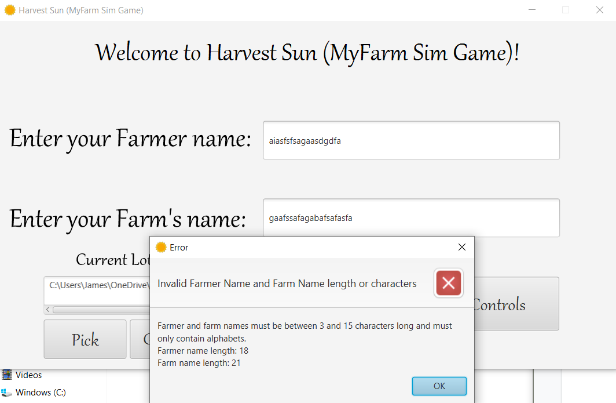 Harvest Sun (MyFarm Sim Game)
Welcome to Harvest Sun (MyFarm Sim Game)!
Enter your Farmer name:
aiasfsfsagaasdgdfa
Enter your Farm's name:
gaafssafagabafsafasfa
Current Lot
C:\Users\James\OneDrive\
Pick
Controls
Error
Invalid Farmer Name and Farm Name length or characters
Farmer and farm names must be between 3 and 15 characters long and must
only contain alphabets.
Farmer name length: 18
Farm name length: 21
OK
Videos
Windows (C:)